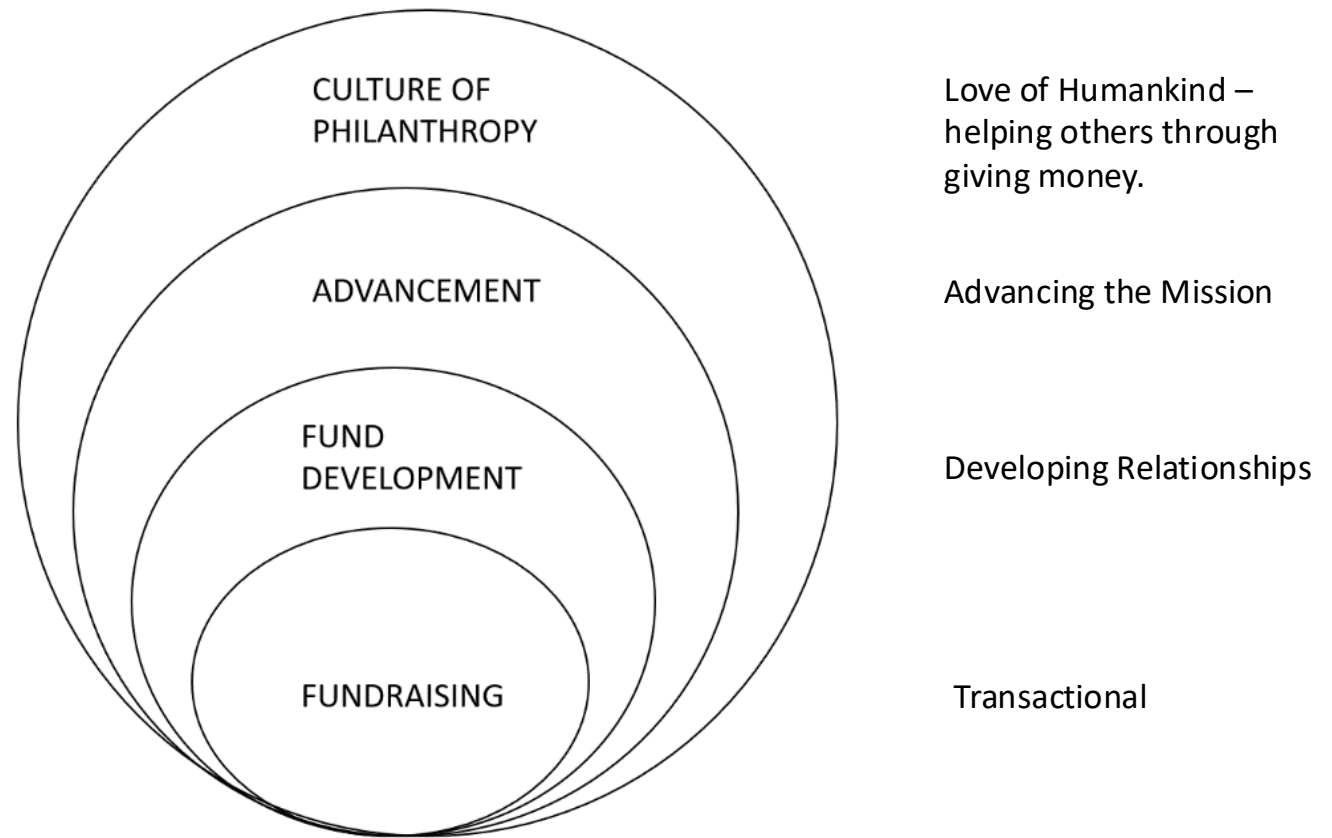 CULTURE OF
PHILANTHROPY
Love of Humankind –
helping others through
giving money.
ADVANCEMENT
Advancing the Mission
FUND
DEVELOPMENT
Developing Relationships
FUNDRAISING
Transactional